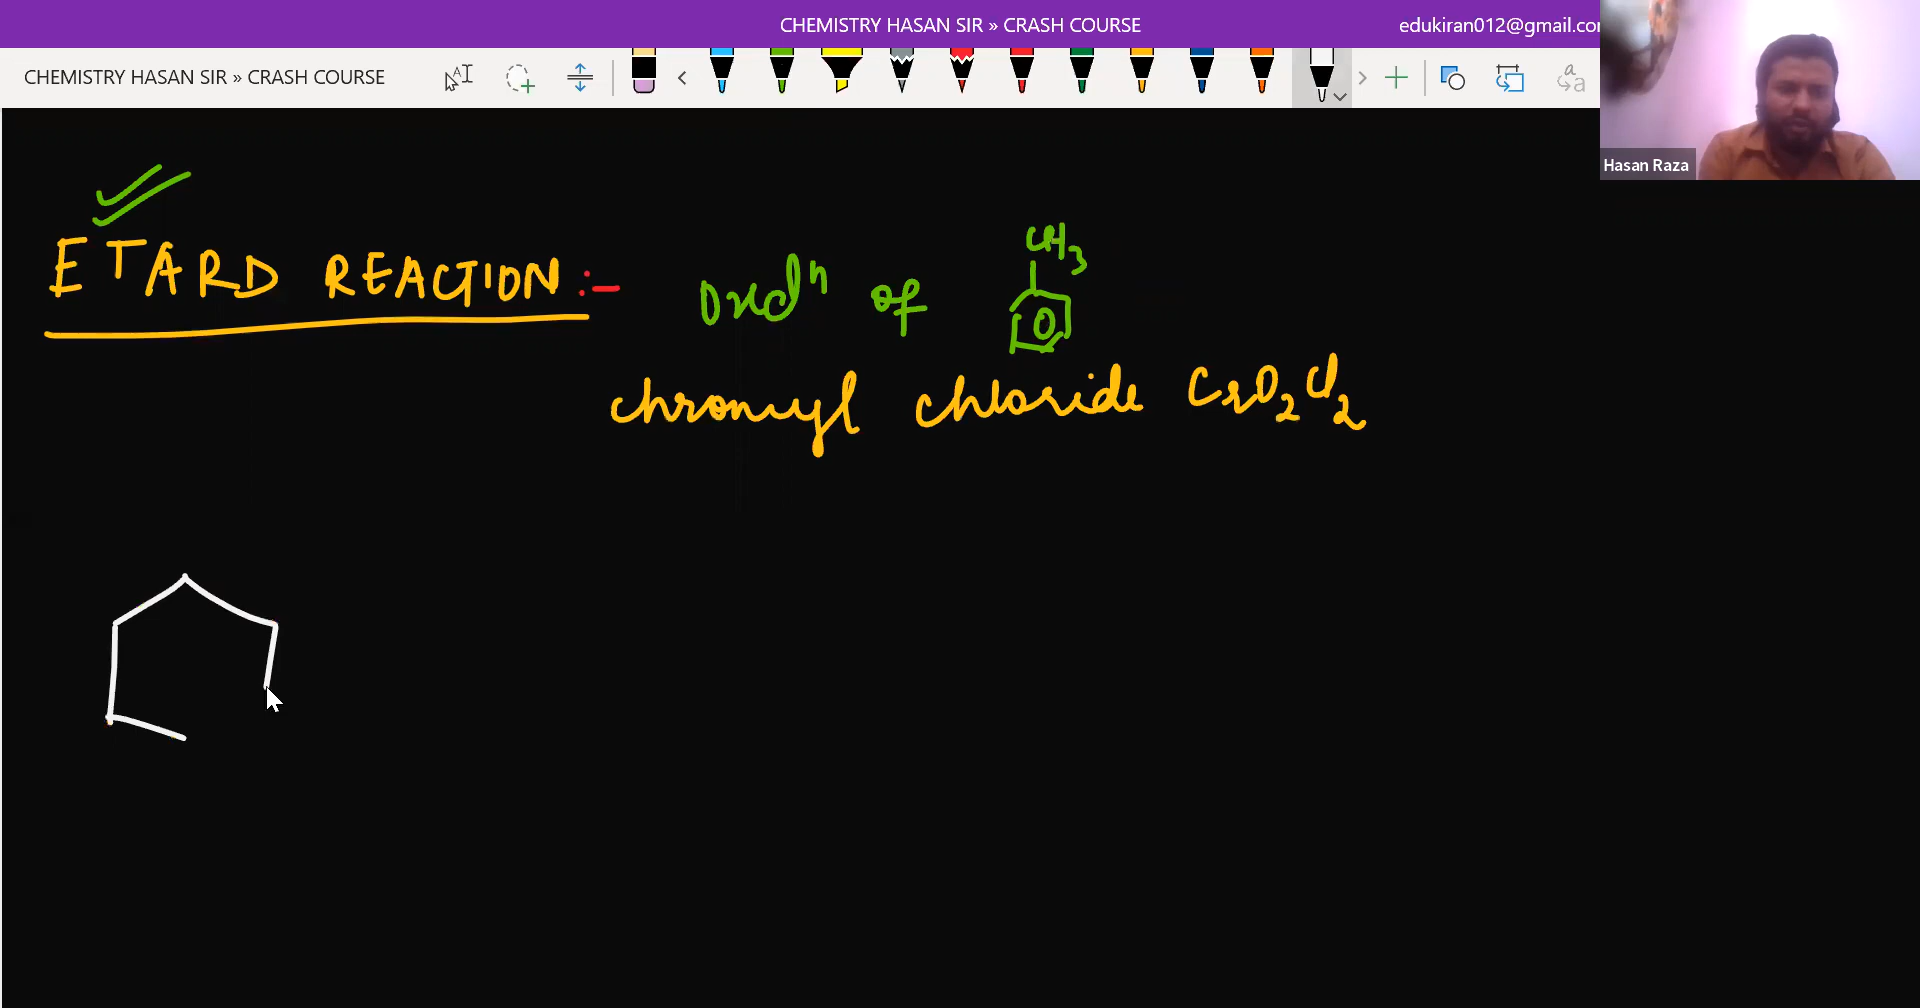 CHEMISTRY HASAN SIR » CRASH COURSE
edukiran012@gmail.co
CHEMISTRY HASAN SIR » CRASH COURSE
Hasan Raza
ETARD REACTION :- Oxdⁿ of
CH₃
chromyl chloride CrO₂Cl₂